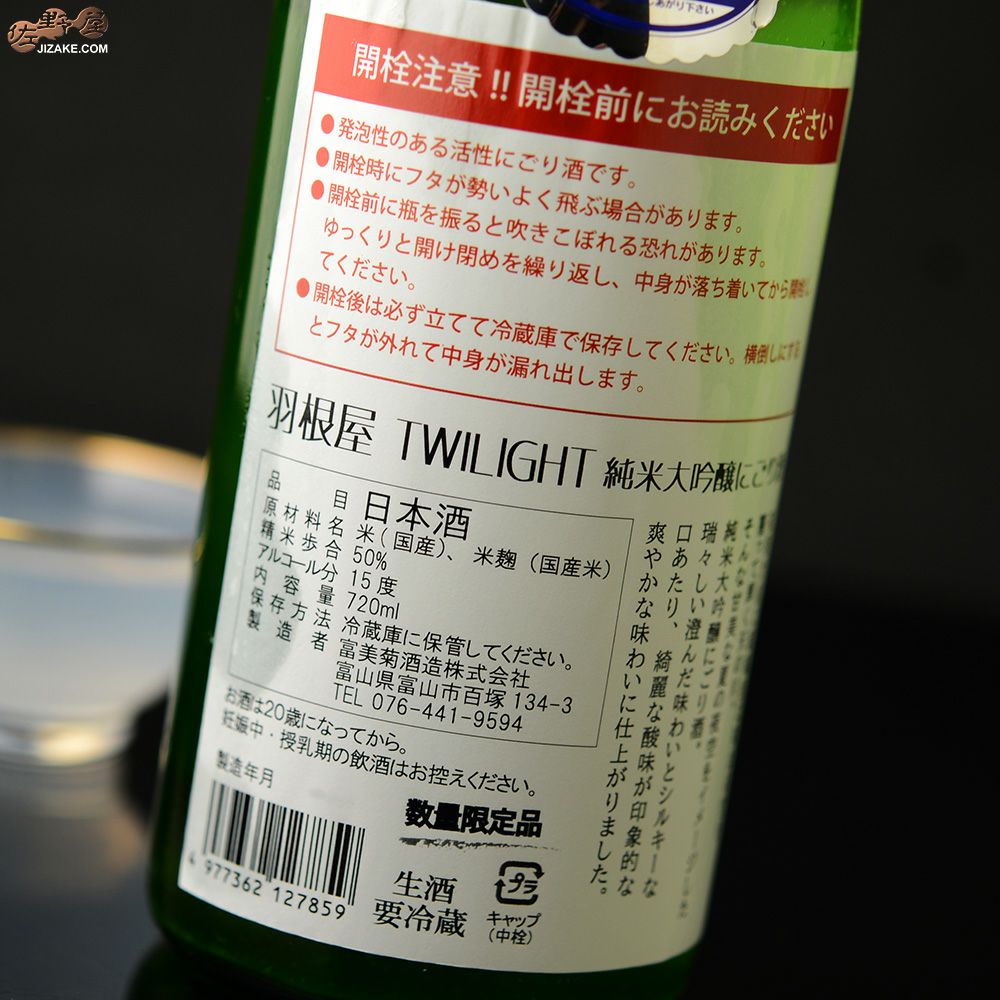 佐野屋
JIZAKE.COM
しあがり下さい
開栓注意!!開栓前にお読みください
●発泡性のある活性にごり酒です。
●開栓時にフタが勢いよく飛ぶ場合があります。
●開栓前に瓶を振ると吹きこぼれる恐れがあります。
ゆっくりと開け閉めを繰り返し、中身が落ち着いてから開栓し
てください。
●開栓後は必ず立てて冷蔵庫で保存してください。横倒しにする
とフタが外れて中身が漏れ出します。
羽根屋 TWILIGHT 純米大吟醸にごり
品目 日本酒
原材料名 米(国産)、米麹(国産米)
精米歩合 50%
アルコール分 15度
内容量 720ml
保存方法 冷蔵庫に保管してください。
製造者 富美菊酒造株式会社
富山県富山市百塚134-3
TEL 076-441-9594
純米大吟醸にごり酒。
瑞々しい澄んだ味わいとシルキーな
口あたり、綺麗な酸味が印象的な
爽やかな味わいに仕上がりました。
お酒は20歳になってから。
妊娠中・授乳期の飲酒はお控えください。
製造年月
数量限定品
4 977362 127859
生酒
要冷蔵
プラ
キャップ
(中栓)